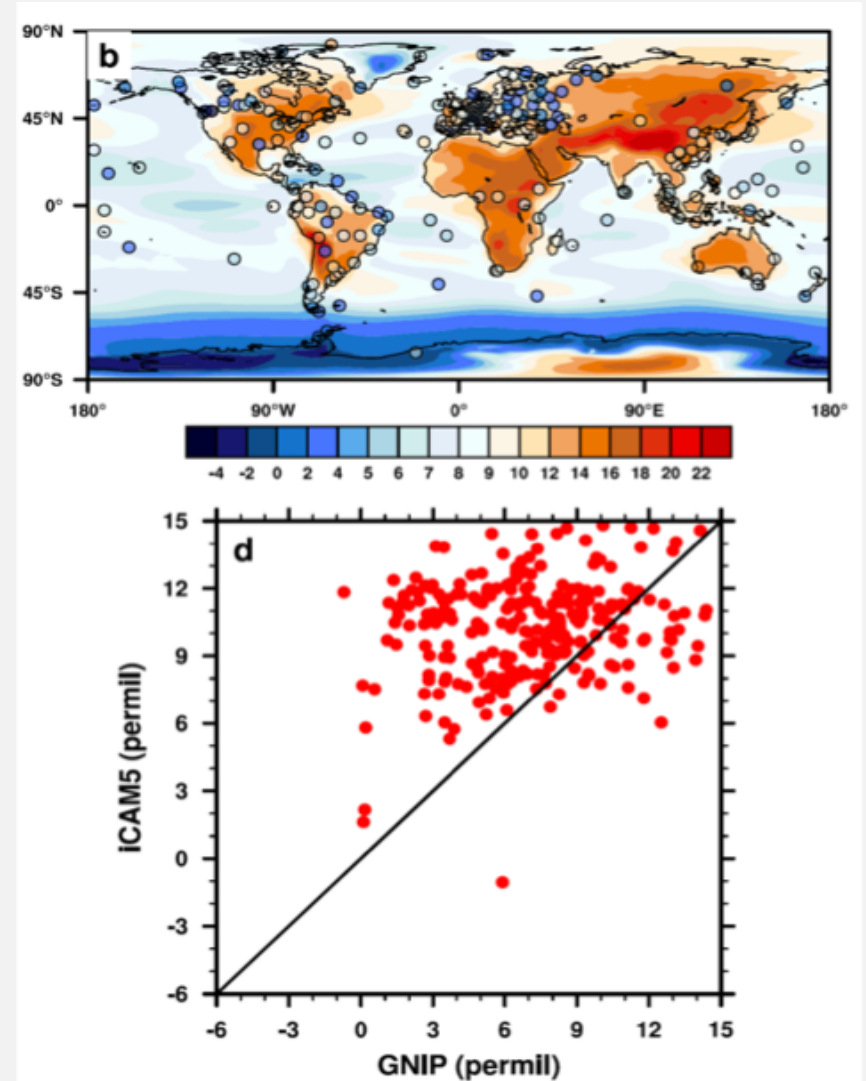 90°N
b
45°N
0°
45°S
90°S
180° 90°W 0° 90°E 180°
-4 -2 0 2 4 5 6 7 8 9 10 12 14 16 18 20 22
15
d
12
9
6
3
0
-3
-6
iCAM5 (permil)
-6 -3 0 3 6 9 12 15
GNIP (permil)